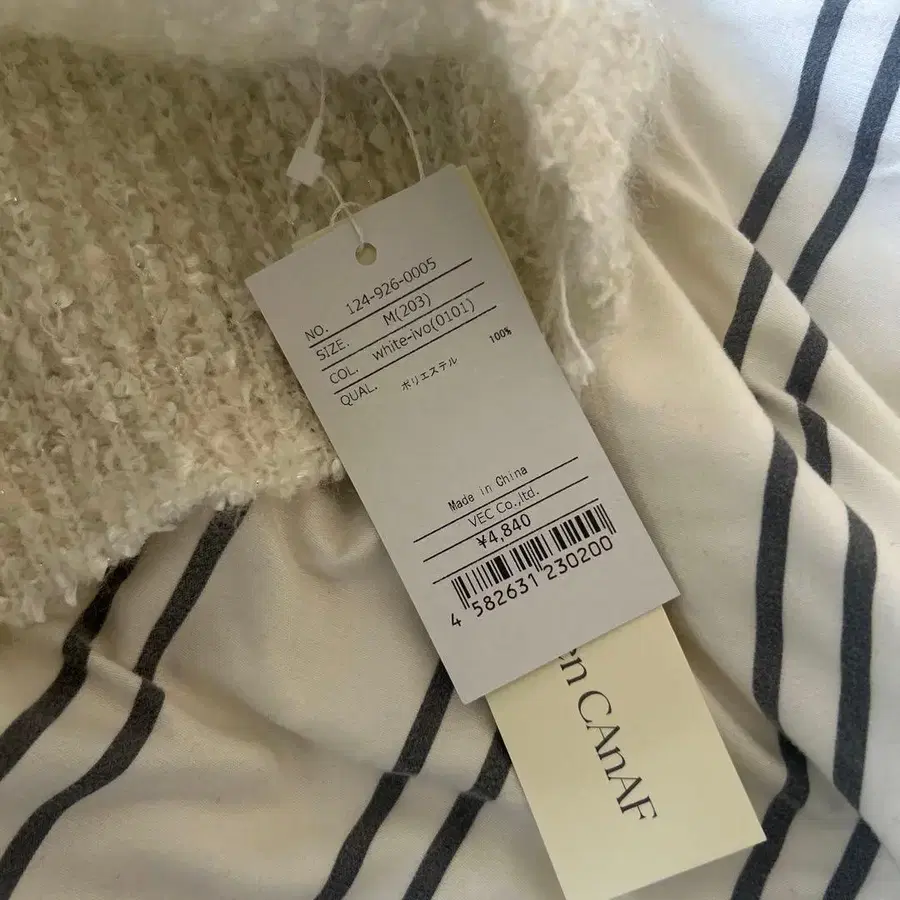 NO. 124-926-0005
SIZE. M(203)
COL. white-ivo(0101)
QUAL. ポリエステル 100%
Made in China
VEC Co.,ltd.
¥4,840
4 582631 230200
en CAnAF